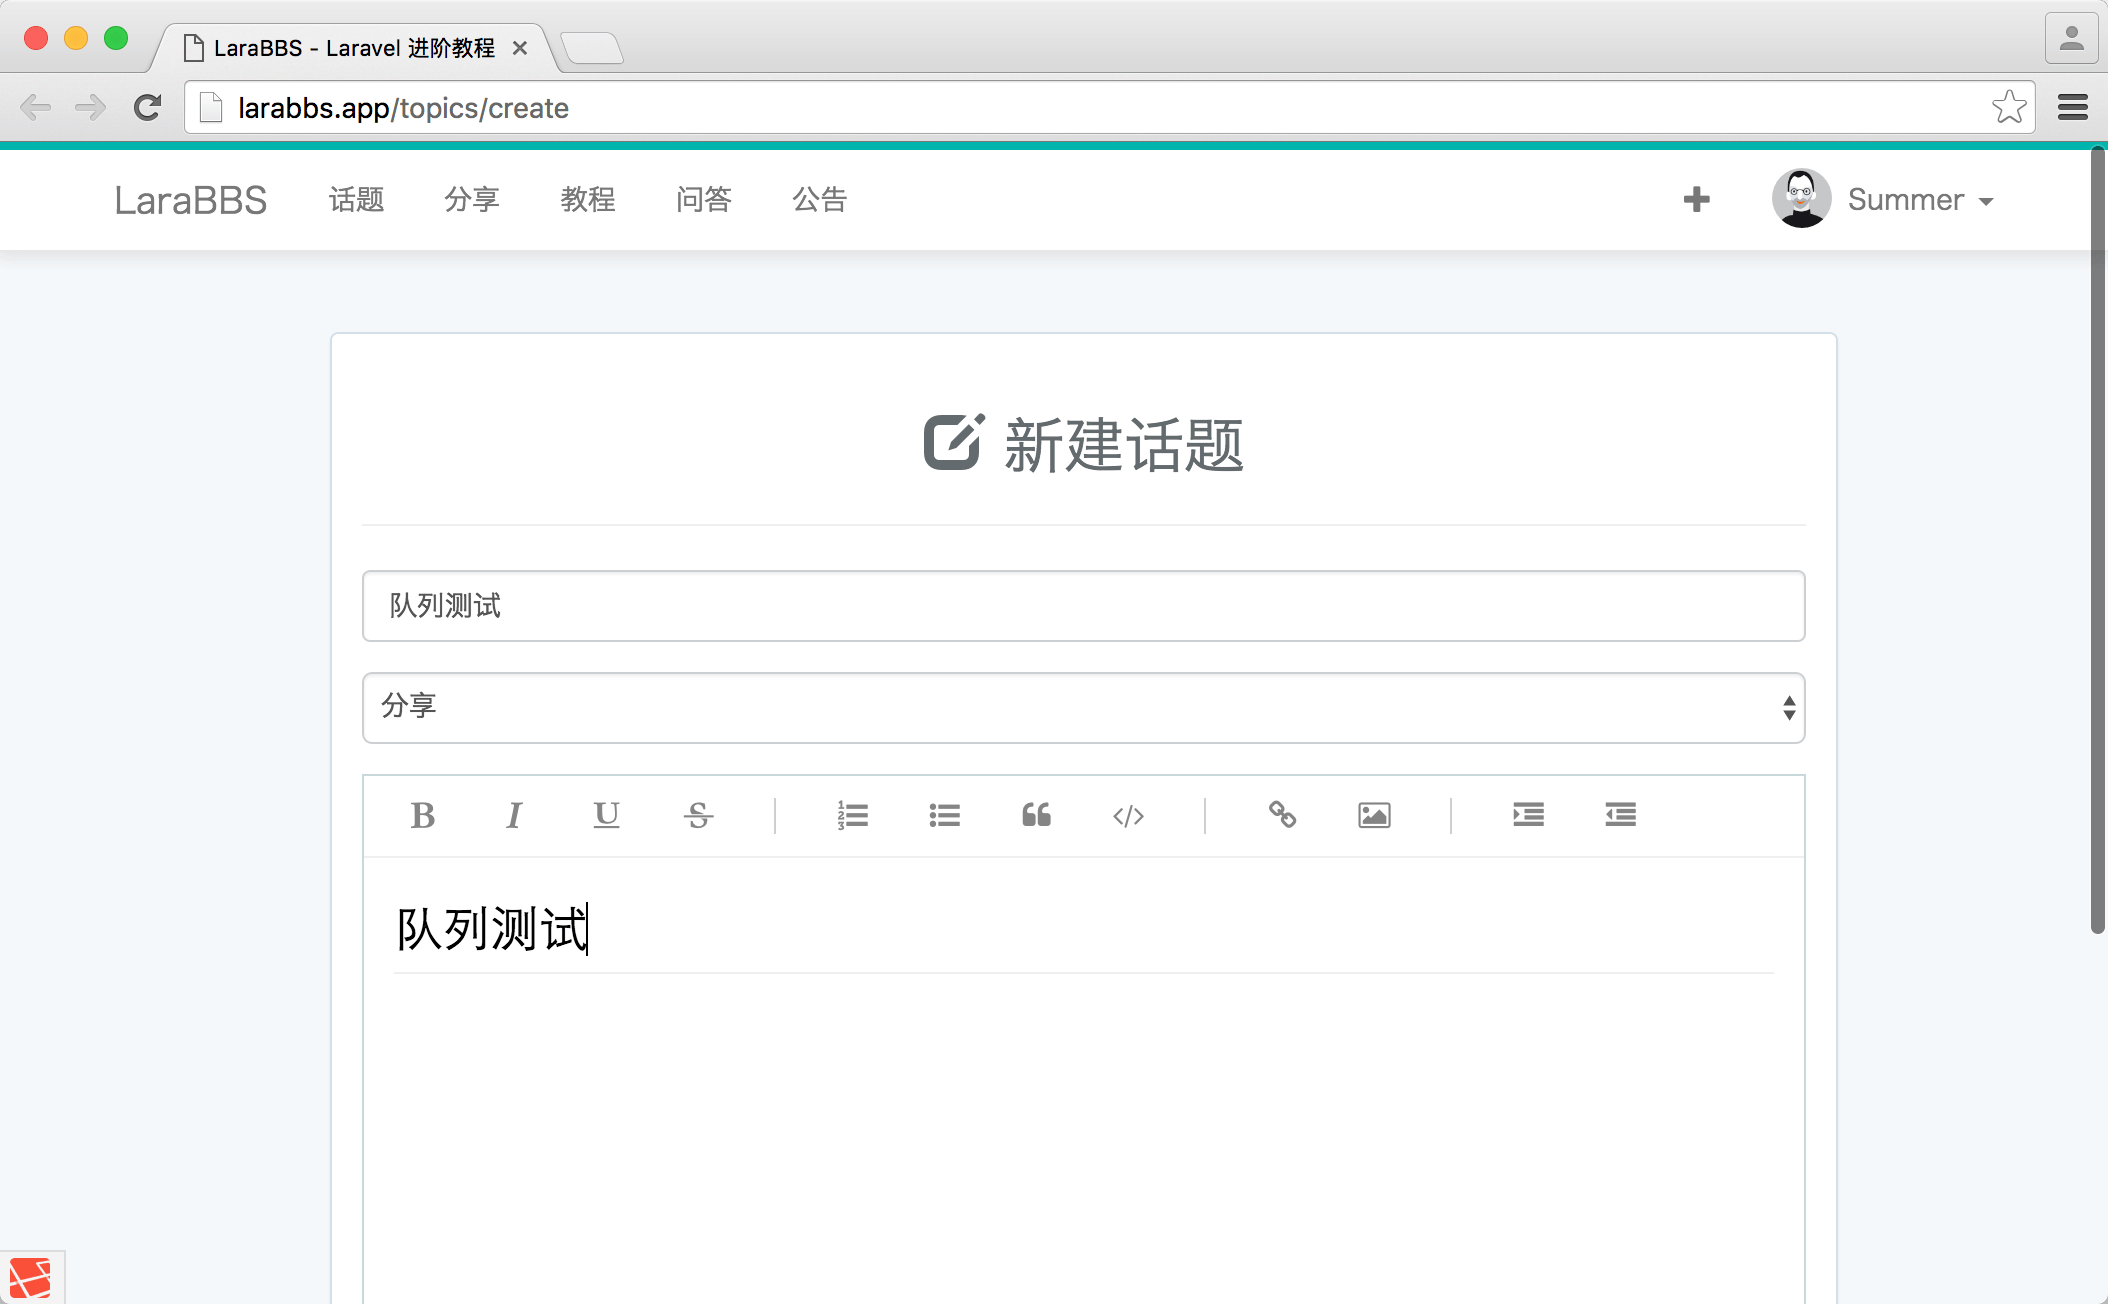 LaraBBS - Laravel 进阶教程
larabbs.app/topics/create
LaraBBS 话题 分享 教程 问答 公告 Summer
新建话题
队列测试
分享
B I U S
队列测试